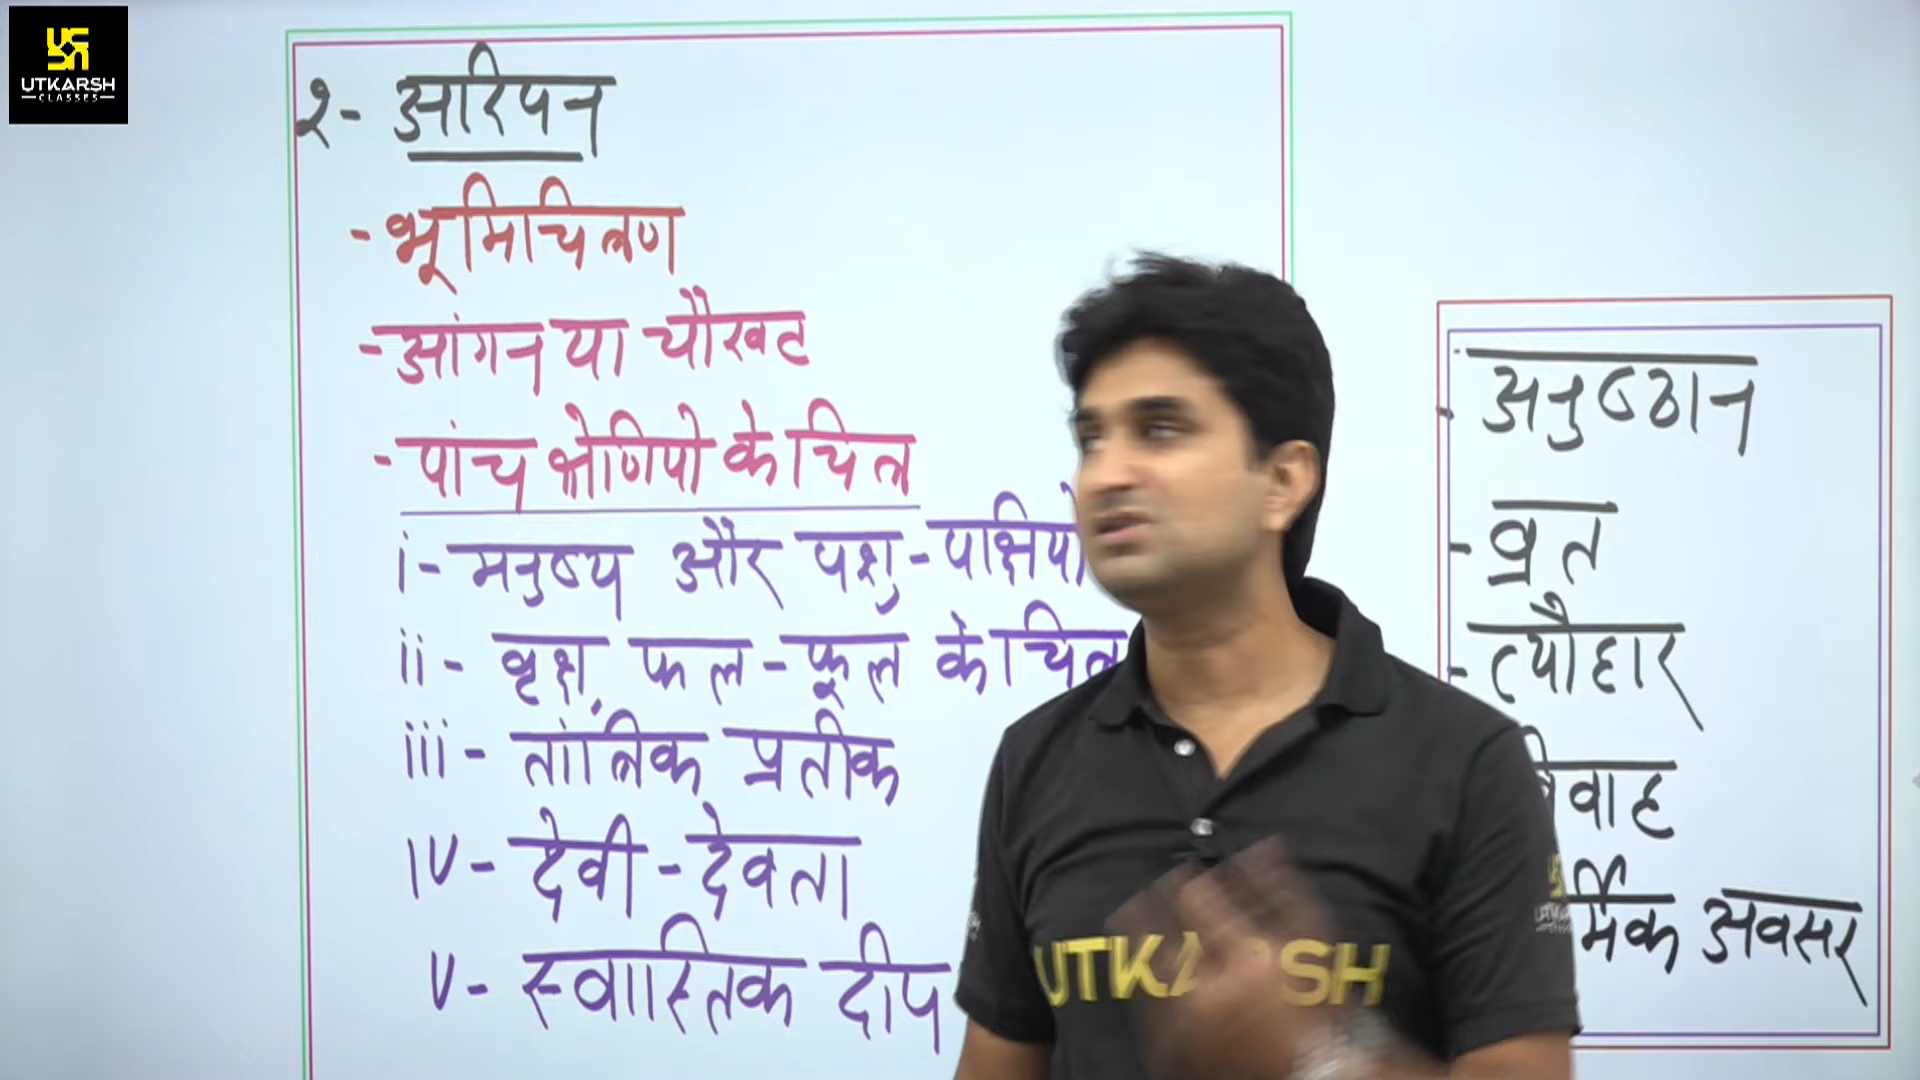 UTKARSH
CLASSES
२- अरिपन
- भूमिचित्रण
- आंगन या चौखट
- पांच श्रेणियो के चित्र
i- मनुष्य और पशु-पक्षियो
ii- वृक्ष, फल-फूल के चित्र
iii- तांत्रिक प्रतीक
iv- देवी-देवता
v- स्वास्तिक दीप
- अनुष्ठान
- व्रत
- त्यौहार
विवाह
र्मिक अवसर
UTKARSH